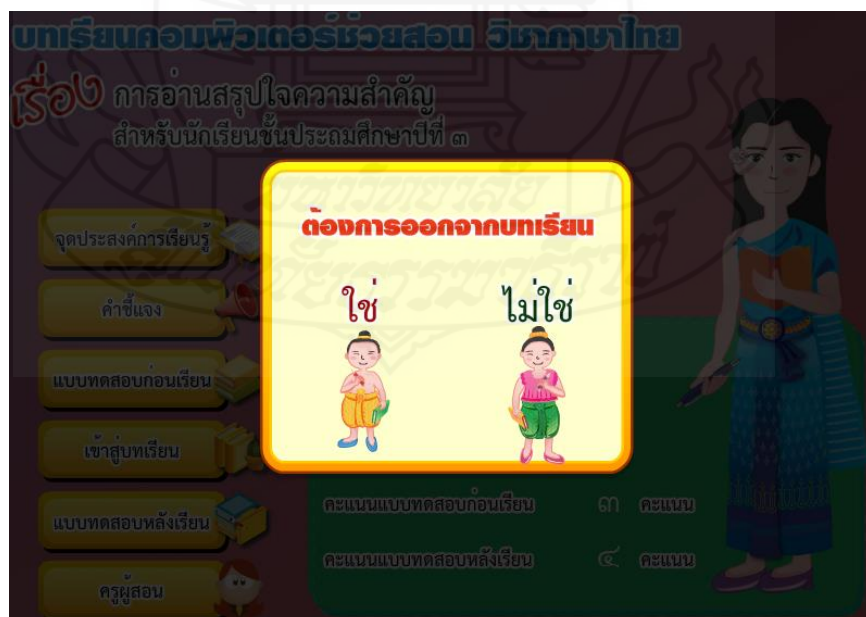 บทเรียนคอมพิวเตอร์ช่วยสอน วิชาภาษาไทย
เรื่อง การอ่านสรุปใจความสำคัญ
สำหรับนักเรียนชั้นประถมศึกษาปีที่ ๓
ต้องการออกจากบทเรียน
ใช่ ไม่ใช่
จุดประสงค์การเรียนรู้
คำชี้แจง
แบบทดสอบก่อนเรียน
เข้าสู่บทเรียน
แบบทดสอบหลังเรียน
ครูผู้สอน
คะแนนแบบทดสอบก่อนเรียน ๓ คะแนน
คะแนนแบบทดสอบหลังเรียน ๔ คะแนน